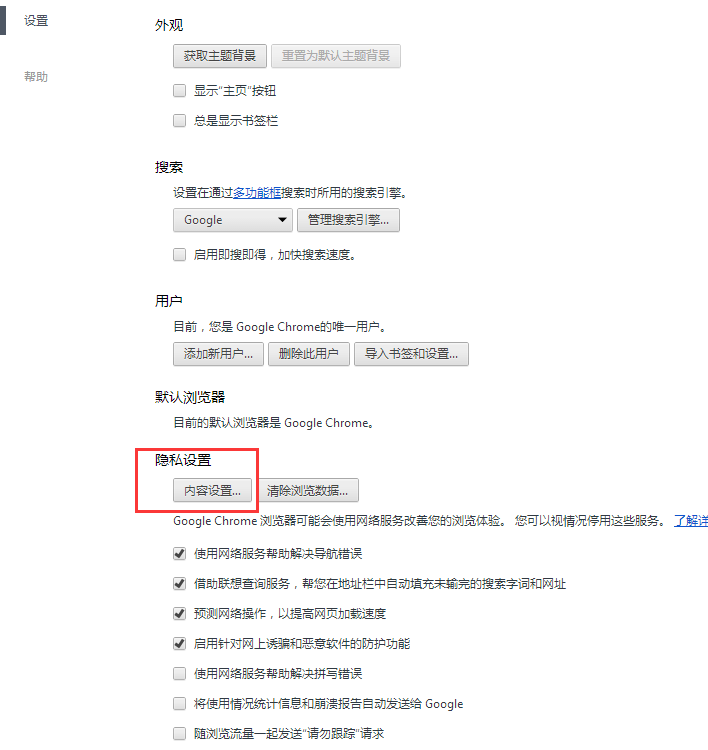 设置
帮助
外观
获取主题背景 重置为默认主题背景
显示“主页”按钮
总是显示书签栏
搜索
设置在通过多功能框搜索时所用的搜索引擎。
Google 管理搜索引擎...
启用即搜即得，加快搜索速度。
用户
目前，您是 Google Chrome的唯一用户。
添加新用户... 删除此用户 导入书签和设置...
默认浏览器
目前的默认浏览器是 Google Chrome。
隐私设置
内容设置... 清除浏览数据...
Google Chrome 浏览器可能会使用网络服务改善您的浏览体验。 您可以视情况停用这些服务。 了解详
使用网络服务帮助解决导航错误
借助联想查询服务，帮您在地址栏中自动填充未输完的搜索字词和网址
预测网络操作，以提高网页加载速度
启用针对网上诱骗和恶意软件的防护功能
使用网络服务帮助解决拼写错误
将使用情况统计信息和崩溃报告自动发送给 Google
随浏览流量一起发送“请勿跟踪”请求